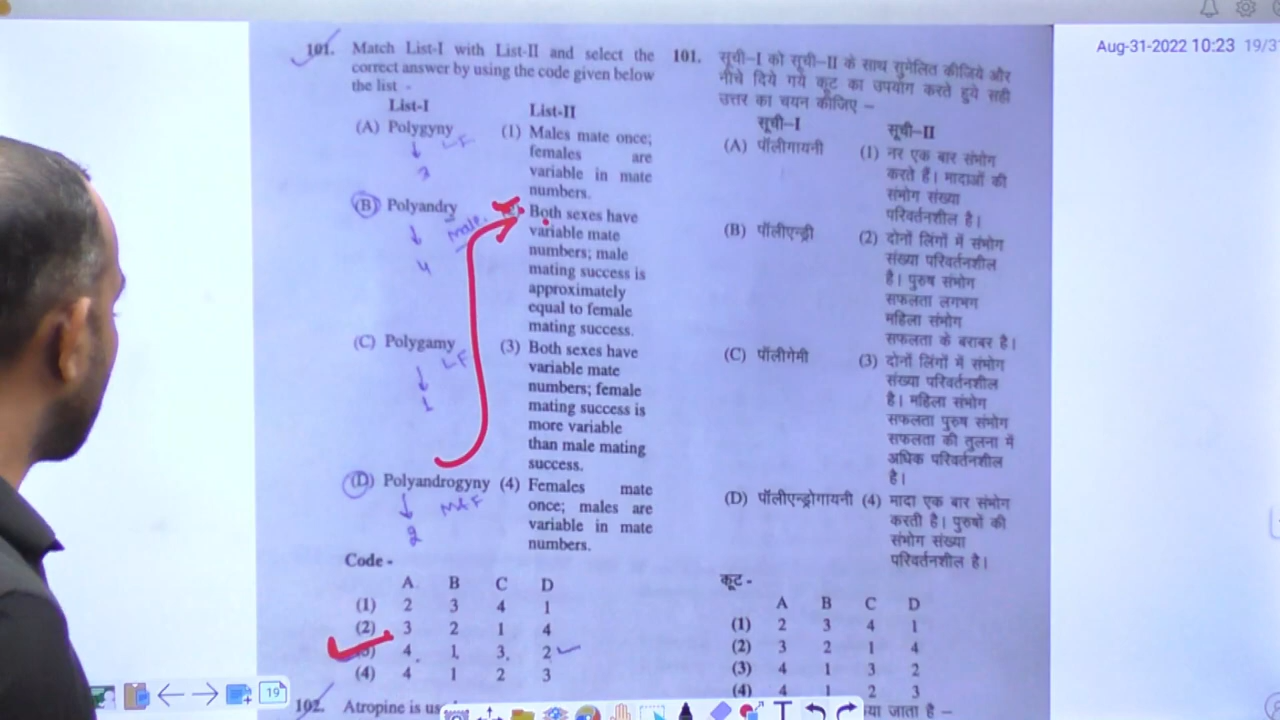 Aug-31-2022 10:23 19/3
101. Match List-I with List-II and select the
correct answer by using the code given below
the list -
List-I
List-II
(A) Polygyny
(1) Males mate once;
females are
variable in mate
numbers.
LF
3
(B) Polyandry
Both sexes have
variable mate
numbers; male
mating success is
approximately
equal to female
mating success.
Male.
4
(C) Polygamy
(3) Both sexes have
variable mate
numbers; female
mating success is
more variable
than male mating
success.
LF
1
(D) Polyandrogyny
(4) Females mate
once; males are
variable in mate
numbers.
M&F
2
Code -
A B C D
(1) 2 3 4 1
(2) 3 2 1 4
4 1 3 2
(4) 4 1 2 3
102. Atropine is us
101. सूची-I को सूची-II के साथ सुमेलित कीजिये और
नीचे दिये गये कूट का उपयोग करते हुये सही
उत्तर का चयन कीजिए –
सूची-I
सूची-II
(A) पॉलीगायनी
(1) नर एक बार संभोग
करते हैं। मादाओं की
संभोग संख्या
परिवर्तनशील है।
(B) पॉलीएन्ड्री
(2) दोनों लिंगों में संभोग
संख्या परिवर्तनशील
है। पुरुष संभोग
सफलता लगभग
महिला संभोग
सफलता के बराबर है।
(C) पॉलीगेमी
(3) दोनों लिंगों में संभोग
संख्या परिवर्तनशील
है। महिला संभोग
सफलता पुरुष संभोग
सफलता की तुलना में
अधिक परिवर्तनशील
है।
(D) पॉलीएन्ड्रोगायनी
(4) मादा एक बार संभोग
करती है। पुरुषों की
संभोग संख्या
परिवर्तनशील है।
कूट -
A B C D
(1) 2 3 4 1
(2) 3 2 1 4
(3) 4 1 3 2
(4) 4 1 2 3
जाता है –
19